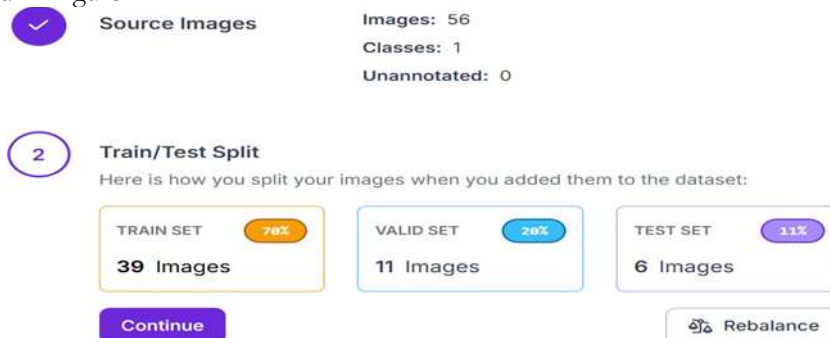 Source Images
Images: 56
Classes: 1
Unannotated: 0
2
Train/Test Split
Here is how you split your images when you added them to the dataset:
TRAIN SET 70%
39 Images
VALID SET 20%
11 Images
TEST SET 11%
6 Images
Continue
Rebalance